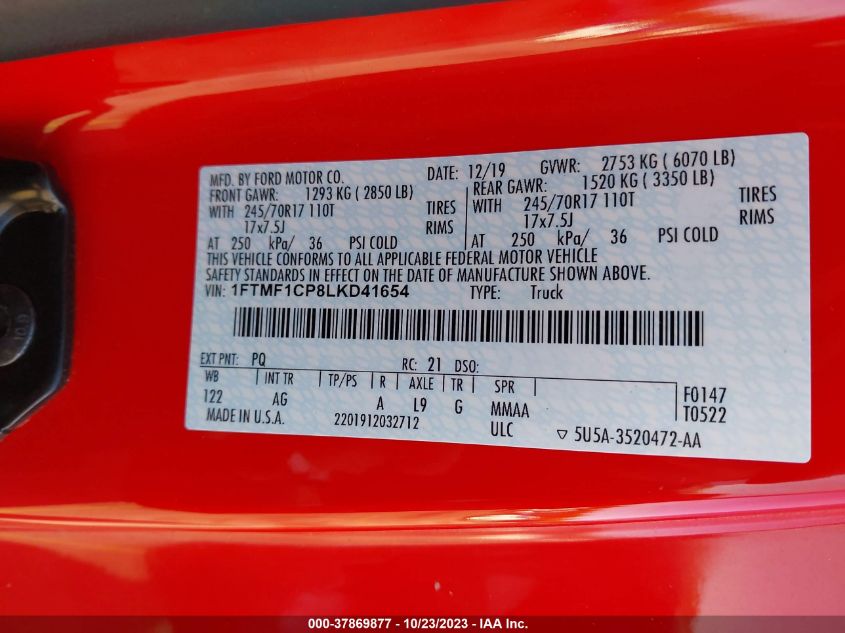 MFD. BY FORD MOTOR CO. DATE: 12/19 GVWR: 2753 KG ( 6070 LB)
FRONT GAWR: 1293 KG ( 2850 LB) REAR GAWR: 1520 KG ( 3350 LB)
WITH 245/70R17 110T TIRES WITH 245/70R17 110T TIRES
17x7.5J RIMS 17x7.5J RIMS
AT 250 kPa/ 36 PSI COLD AT 250 kPa/ 36 PSI COLD
THIS VEHICLE CONFORMS TO ALL APPLICABLE FEDERAL MOTOR VEHICLE
SAFETY STANDARDS IN EFFECT ON THE DATE OF MANUFACTURE SHOWN ABOVE.
VIN: 1FTMF1CP8LKD41654 TYPE: Truck
EXT PNT: PQ RC: 21 DSO:
WB INT TR TP/PS R AXLE TR SPR
122 AG A L9 G MMAA F0147
MADE IN U.S.A. 2201912032712 ULC T0522
5U5A-3520472-AA
10.9
000-37869877 / 10/23/2023 - IAA Inc.